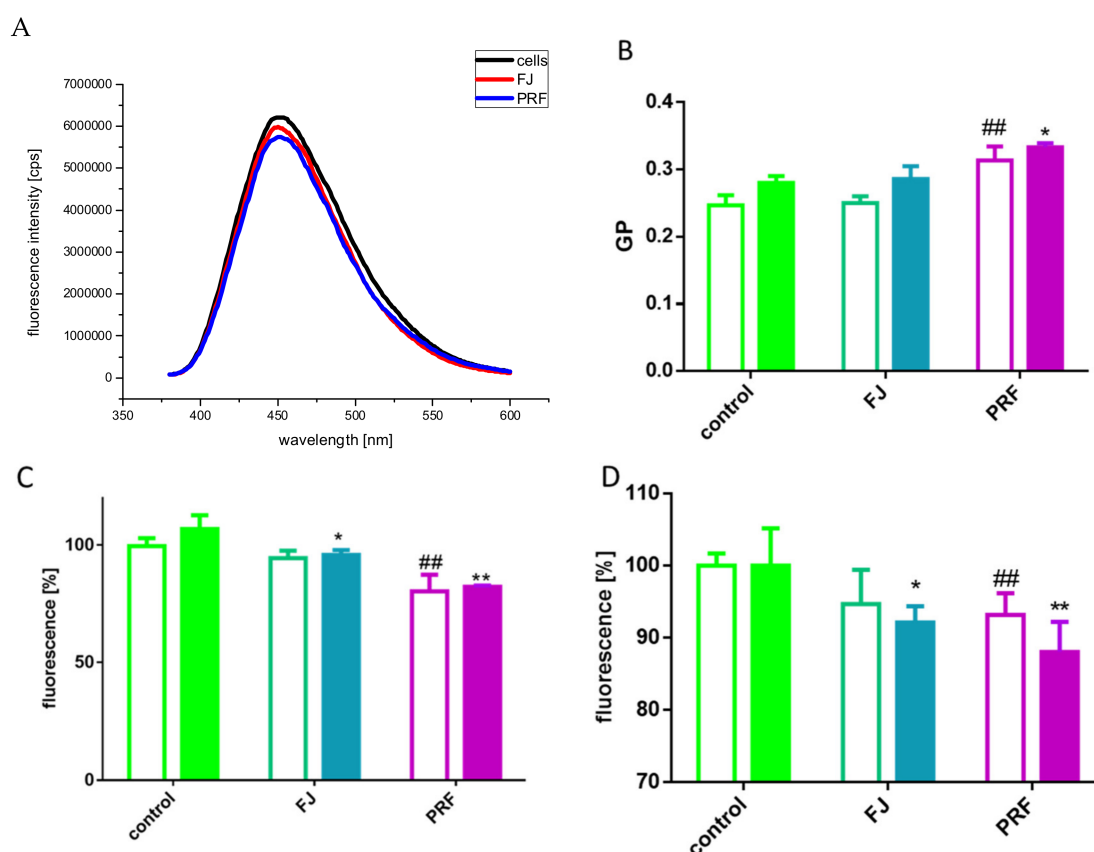 A
cells
FJ
PRF
7000000
6000000
5000000
4000000
3000000
2000000
1000000
0
fluorescence intensity [cps]
350
400
450
500
550
600
wavelength [nm]
B
0.4
0.3
0.2
0.1
0.0
GP
##
*
control
FJ
PRF
C
100
50
0
fluorescence [%]
*
##
**
control
FJ
PRF
D
110
100
90
80
70
fluorescence [%]
*
##
**
control
FJ
PRF